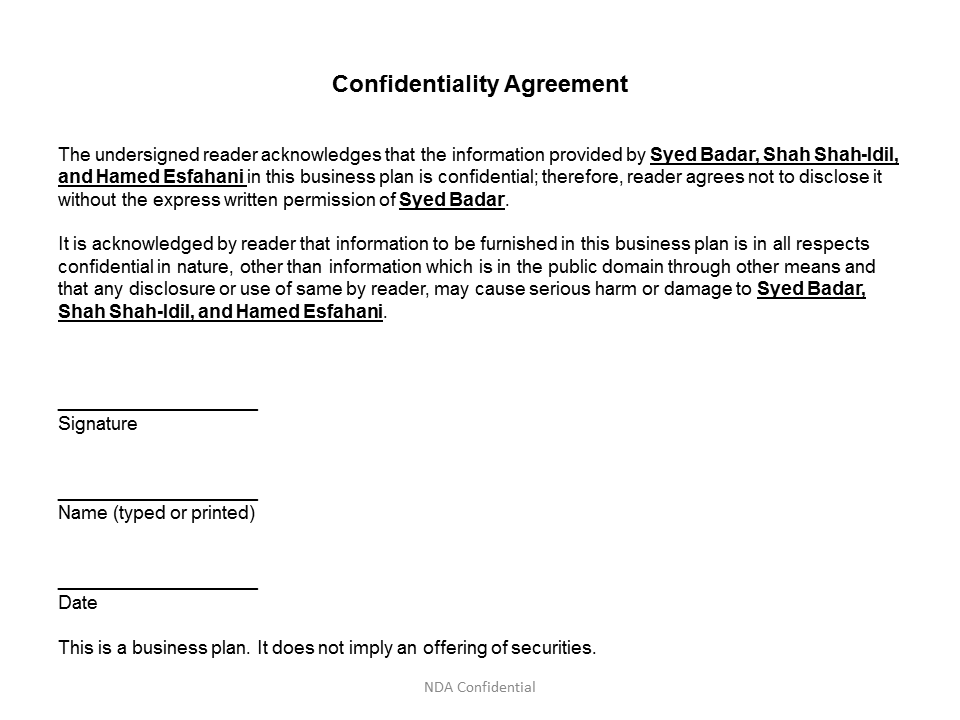 Confidentiality Agreement
The undersigned reader acknowledges that the information provided by Syed Badar, Shah Shah-Idil,
and Hamed Esfahani in this business plan is confidential; therefore, reader agrees not to disclose it
without the express written permission of Syed Badar.
It is acknowledged by reader that information to be furnished in this business plan is in all respects
confidential in nature, other than information which is in the public domain through other means and
that any disclosure or use of same by reader, may cause serious harm or damage to Syed Badar,
Shah Shah-Idil, and Hamed Esfahani.
Signature
Name (typed or printed)
Date
This is a business plan. It does not imply an offering of securities.
NDA Confidential